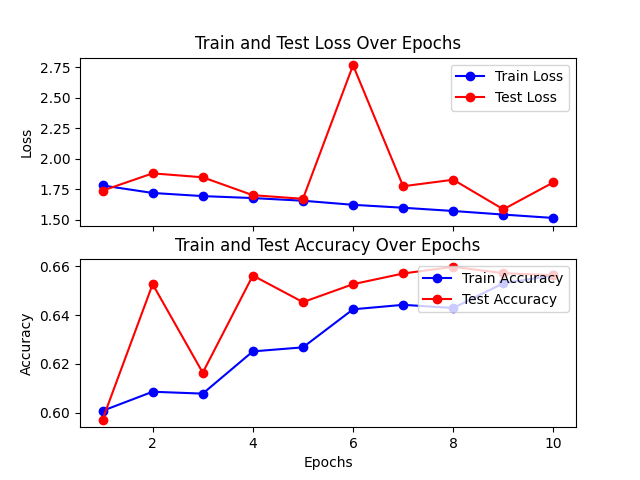 Train and Test Loss Over Epochs
2.75
2.50
2.25
2.00
1.75
1.50
Loss
Train Loss
Test Loss
Train and Test Accuracy Over Epochs
0.66
0.64
0.62
0.60
Accuracy
Train Accuracy
Test Accuracy
2 4 6 8 10
Epochs